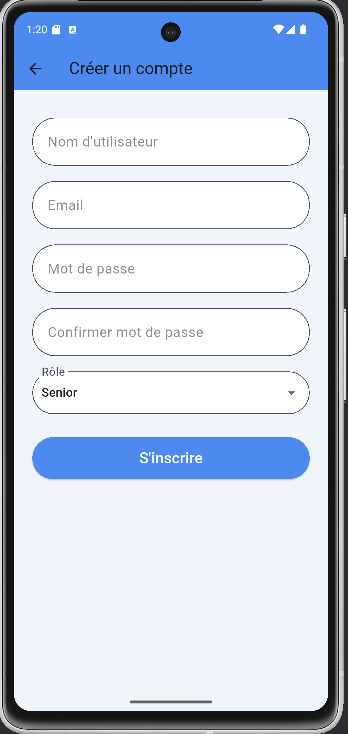 1:20
Créer un compte
Nom d'utilisateur
Email
Mot de passe
Confirmer mot de passe
Rôle
Senior
S'inscrire